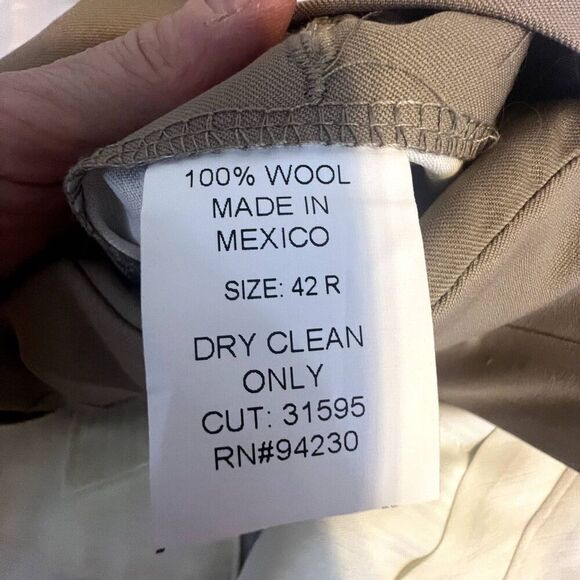 100% WOOL
MADE IN
MEXICO
SIZE: 42 R
DRY CLEAN
ONLY
CUT: 31595
RN#94230